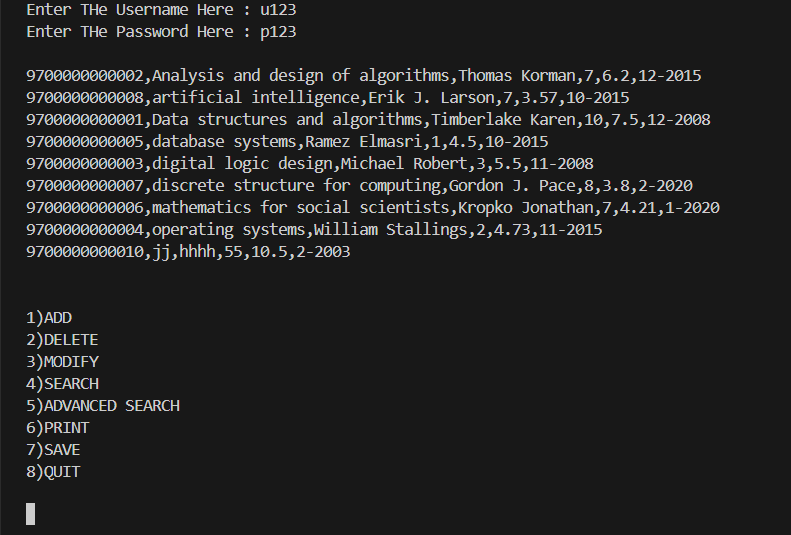 Enter THe Username Here : u123
Enter THe Password Here : p123
9700000000002,Analysis and design of algorithms,Thomas Korman,7,6.2,12-2015
9700000000008,artificial intelligence,Erik J. Larson,7,3.57,10-2015
9700000000001,Data structures and algorithms,Timberlake Karen,10,7.5,12-2008
9700000000005,database systems,Ramez Elmasri,1,4.5,10-2015
9700000000003,digital logic design,Michael Robert,3,5.5,11-2008
9700000000007,discrete structure for computing,Gordon J. Pace,8,3.8,2-2020
9700000000006,mathematics for social scientists,Kropko Jonathan,7,4.21,1-2020
9700000000004,operating systems,William Stallings,2,4.73,11-2015
9700000000010,jj,hhhh,55,10.5,2-2003
1)ADD
2)DELETE
3)MODIFY
4)SEARCH
5)ADVANCED SEARCH
6)PRINT
7)SAVE
8)QUIT